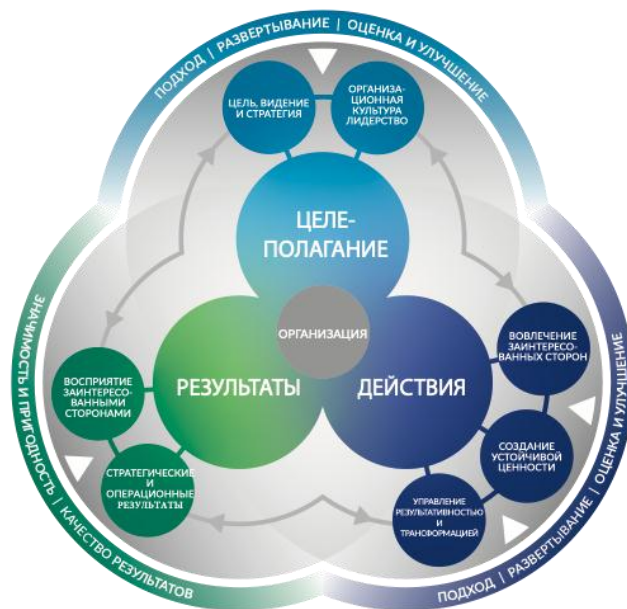 ПОДХОД | РАЗВЕРТЫВАНИЕ | ОЦЕНКА И УЛУЧШЕНИЕ
ЦЕЛЬ, ВИДЕНИЕ
И СТРАТЕГИЯ
ОРГАНИЗА-
ЦИОННАЯ
КУЛЬТУРА
ЛИДЕРСТВО
ЦЕЛЕ-
ПОЛАГАНИЕ
ОРГАНИЗАЦИЯ
РЕЗУЛЬТАТЫ
ДЕЙСТВИЯ
ВОВЛЕЧЕНИЕ
ЗАИНТЕРЕСО-
ВАННЫХ СТОРОН
СОЗДАНИЕ
УСТОЙЧИВОЙ
ЦЕННОСТИ
УПРАВЛЕНИЕ
РЕЗУЛЬТАТИВНОСТЬЮ
И
ТРАНСФОРМАЦИЕЙ
ПОДХОД | РАЗВЕРТЫВАНИЕ | ОЦЕНКА И УЛУЧШЕНИЕ
ВОСПРИЯТИЕ
ЗАИНТЕРЕСО-
ВАННЫМИ
СТОРОНАМИ
СТРАТЕГИЧЕСКИЕ
И
ОПЕРАЦИОННЫЕ
РЕЗУЛЬТАТЫ
ЗНАЧИМОСТЬ И ПРИГОДНОСТЬ | КАЧЕСТВО РЕЗУЛЬТАТОВ